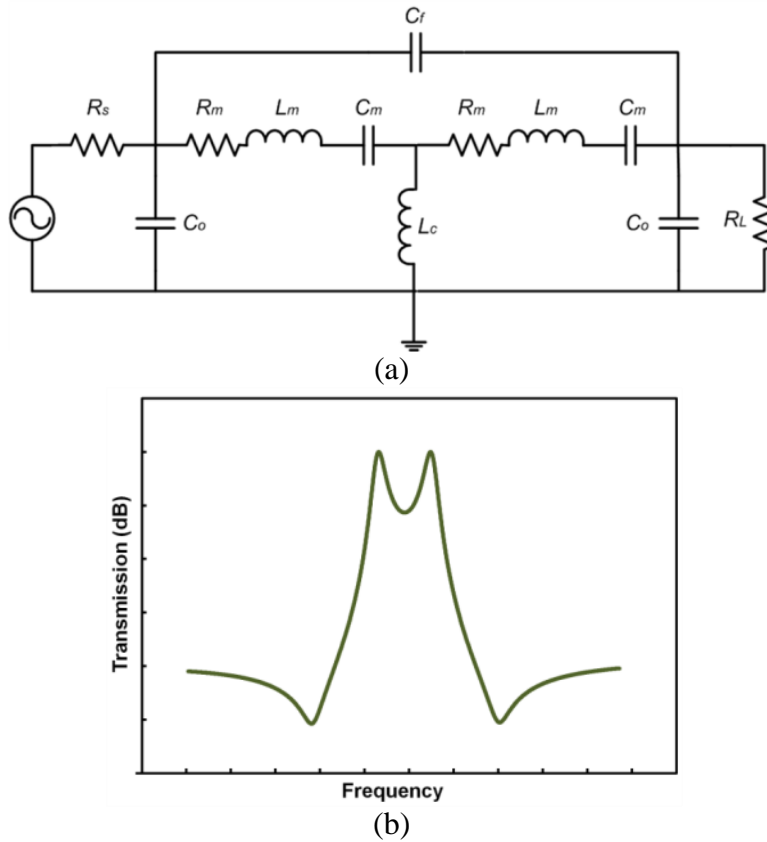 Cf
Rs Rm Lm Cm Rm Lm Cm
Co Lc Co RL
(a)
Transmission (dB)
Frequency
(b)